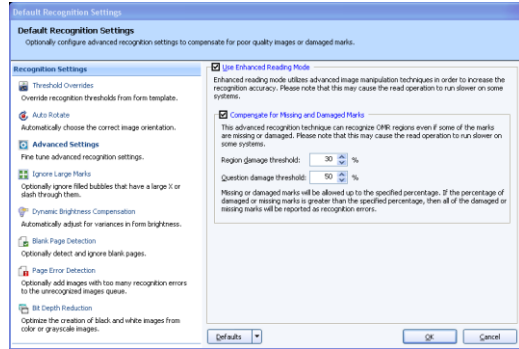 Default Recognition Settings
Default Recognition Settings
Optionally configure advanced recognition settings to compensate for poor quality images or damaged marks.
Recognition Settings
Threshold Overrides
Override recognition thresholds from form template.
Auto Rotate
Automatically choose the correct image orientation.
Advanced Settings
Fine tune advanced recognition settings.
Ignore Large Marks
Optionally ignore filled bubbles that have a large X or
slash through them.
Dynamic Brightness Compensation
Automatically adjust for variances in form brightness.
Blank Page Detection
Optionally detect and ignore blank pages.
Page Error Detection
Optionally add images with too many recognition errors
to the unrecognized images queue.
Bit Depth Reduction
Optimize the creation of black and white images from
color or grayscale images.
Use Enhanced Reading Mode
Enhanced reading mode utilizes advanced image manipulation techniques in order to increase the
recognition accuracy. Please note that this may cause the read operation to run slower on some
systems.
Compensate for Missing and Damaged Marks
This advanced recognition technique can recognize OMR regions even if some of the marks
are missing or damaged. Please note that this may cause the read operation to run slower on
some systems.
Region damage threshold: 30 %
Question damage threshold: 50 %
Missing or damaged marks will be allowed up to the specified percentage. If the percentage of
damaged or missing marks is greater than the specified percentage, then all of the damaged or
missing marks will be reported as recognition errors.
Defaults
OK
Cancel